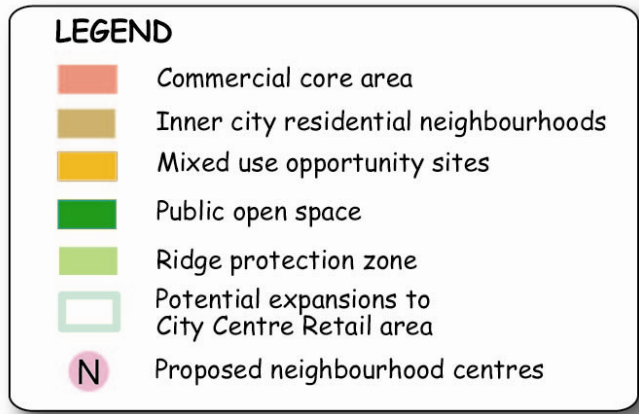 LEGEND
Commercial core area
Inner city residential neighbourhoods
Mixed use opportunity sites
Public open space
Ridge protection zone
Potential expansions to
City Centre Retail area
N Proposed neighbourhood centres